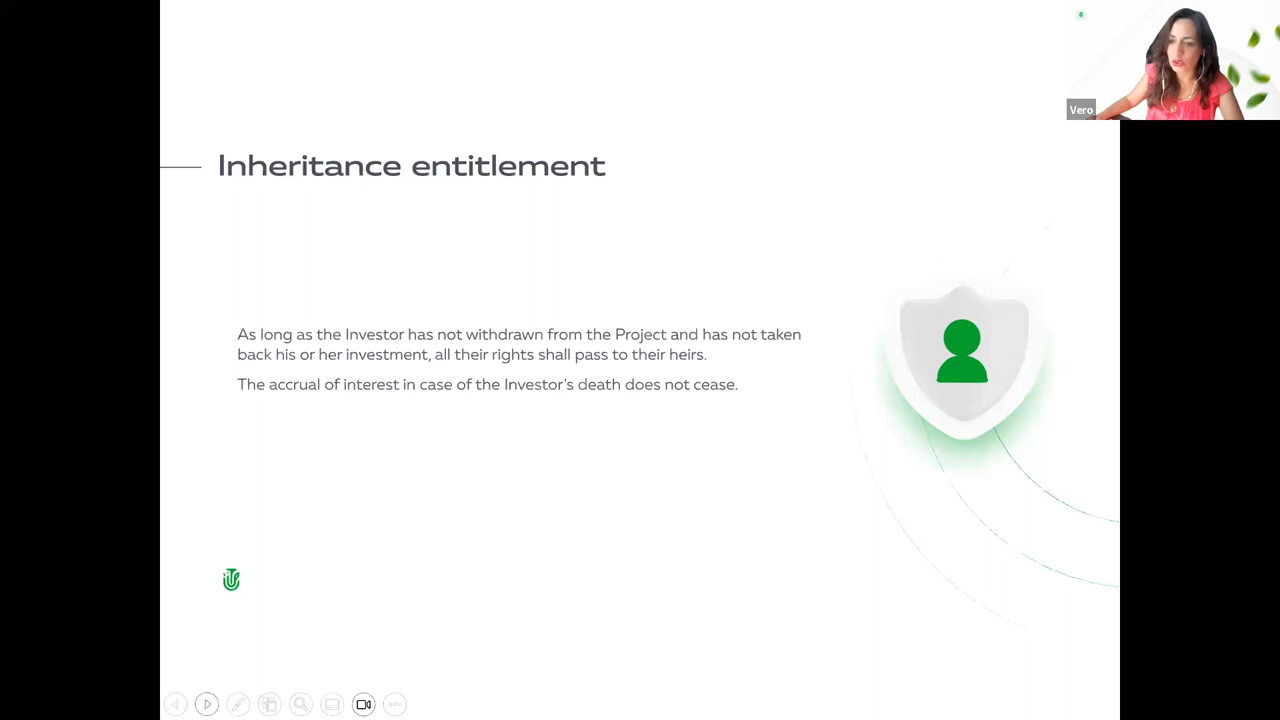 Vero
Inheritance entitlement
As long as the Investor has not withdrawn from the Project and has not taken
back his or her investment, all their rights shall pass to their heirs.
The accrual of interest in case of the Investor's death does not cease.